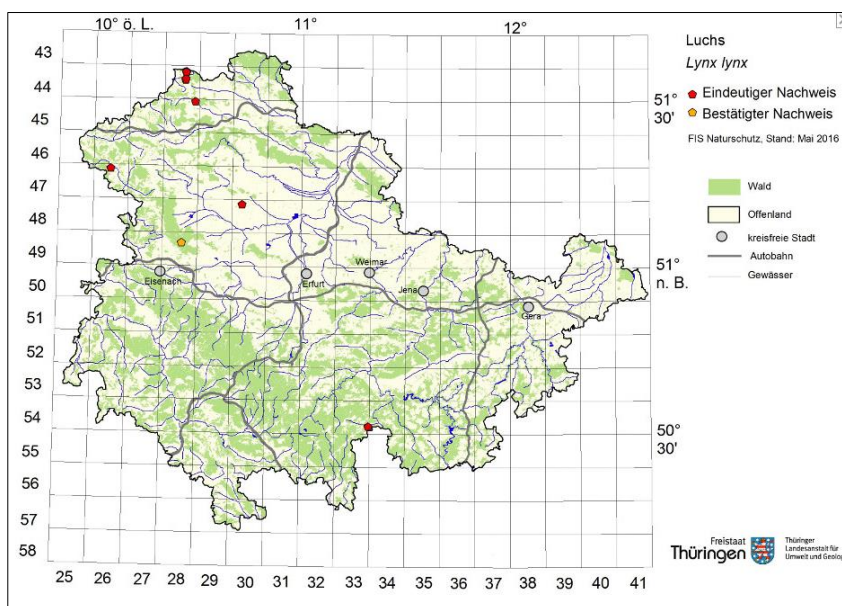 10° ö. L.
11°
12°
43
44
45
46
47
48
49
50
51
52
53
54
55
56
57
58
25 26 27 28 29 30 31 32 33 34 35 36 37 38 39 40 41
51°
30'
51°
n. B.
50°
30'
Eisenach
Erfurt
Weimar
Jena
Gera
Luchs
Lynx lynx
Eindeutiger Nachweis
Bestätigter Nachweis
FIS Naturschutz, Stand: Mai 2016
Wald
Offenland
kreisfreie Stadt
Autobahn
Gewässer
Freistaat
Thüringen
Thüringer
Landesanstalt für
Umwelt und Geolo